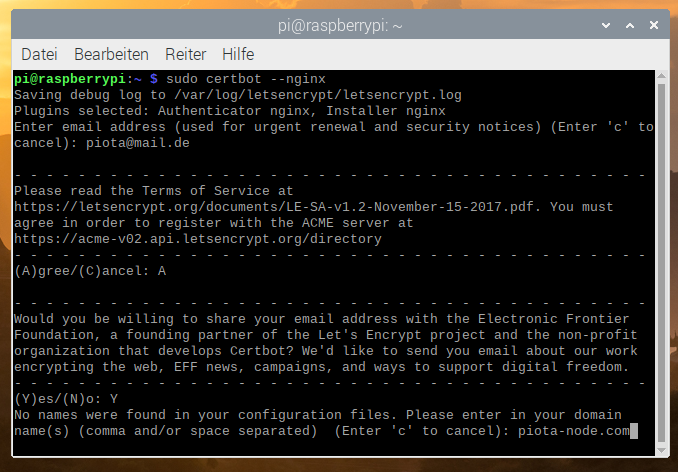 pi@raspberrypi: ~
Datei Bearbeiten Reiter Hilfe
pi@raspberrypi:~ $ sudo certbot --nginx
Saving debug log to /var/log/letsencrypt/letsencrypt.log
Plugins selected: Authenticator nginx, Installer nginx
Enter email address (used for urgent renewal and security notices) (Enter 'c' to
cancel): piota@mail.de
- - - - - - - - - - - - - - - - - - - - - - - - - - - - - - - - - - - - - - - -
Please read the Terms of Service at
https://letsencrypt.org/documents/LE-SA-v1.2-November-15-2017.pdf. You must
agree in order to register with the ACME server at
https://acme-v02.api.letsencrypt.org/directory
- - - - - - - - - - - - - - - - - - - - - - - - - - - - - - - - - - - - - - - -
(A)gree/(C)ancel: A
- - - - - - - - - - - - - - - - - - - - - - - - - - - - - - - - - - - - - - - -
Would you be willing to share your email address with the Electronic Frontier
Foundation, a founding partner of the Let's Encrypt project and the non-profit
organization that develops Certbot? We'd like to send you email about our work
encrypting the web, EFF news, campaigns, and ways to support digital freedom.
- - - - - - - - - - - - - - - - - - - - - - - - - - - - - - - - - - - - - - - -
(Y)es/(N)o: Y
No names were found in your configuration files. Please enter in your domain
name(s) (comma and/or space separated)  (Enter 'c' to cancel): piota-node.com